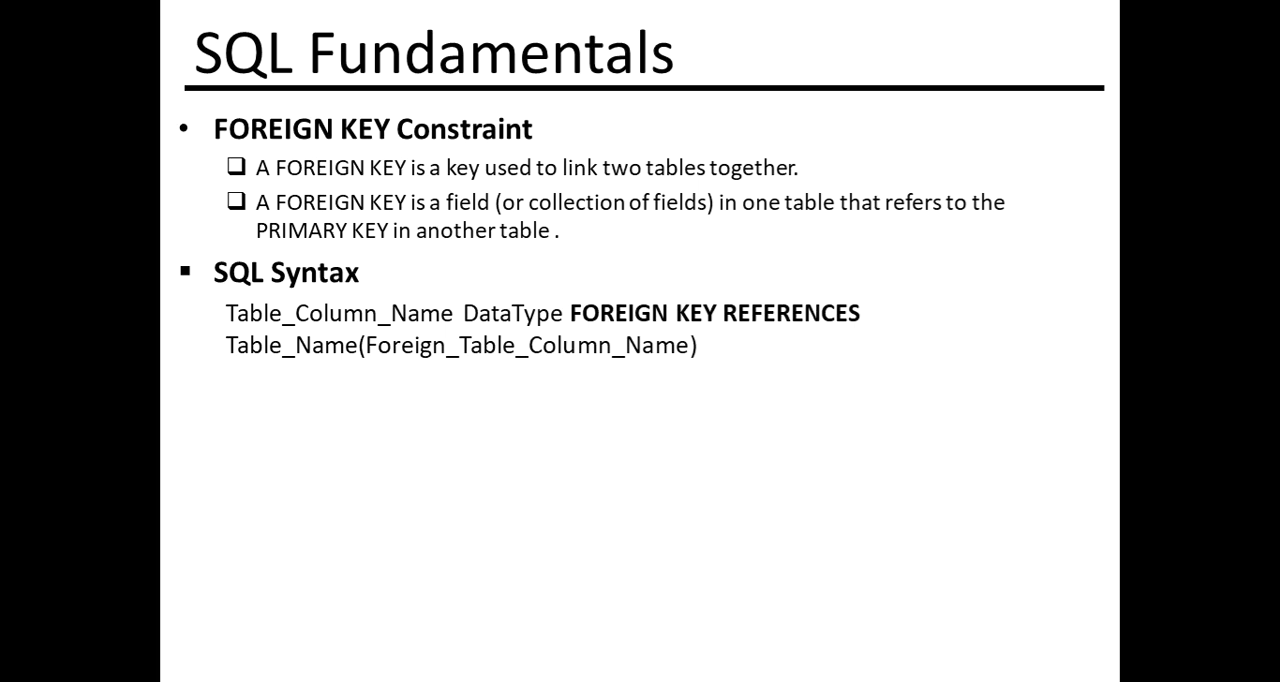 SQL Fundamentals
• FOREIGN KEY Constraint
❑ A FOREIGN KEY is a key used to link two tables together.
❑ A FOREIGN KEY is a field (or collection of fields) in one table that refers to the
PRIMARY KEY in another table .
▪ SQL Syntax
Table_Column_Name DataType FOREIGN KEY REFERENCES
Table_Name(Foreign_Table_Column_Name)